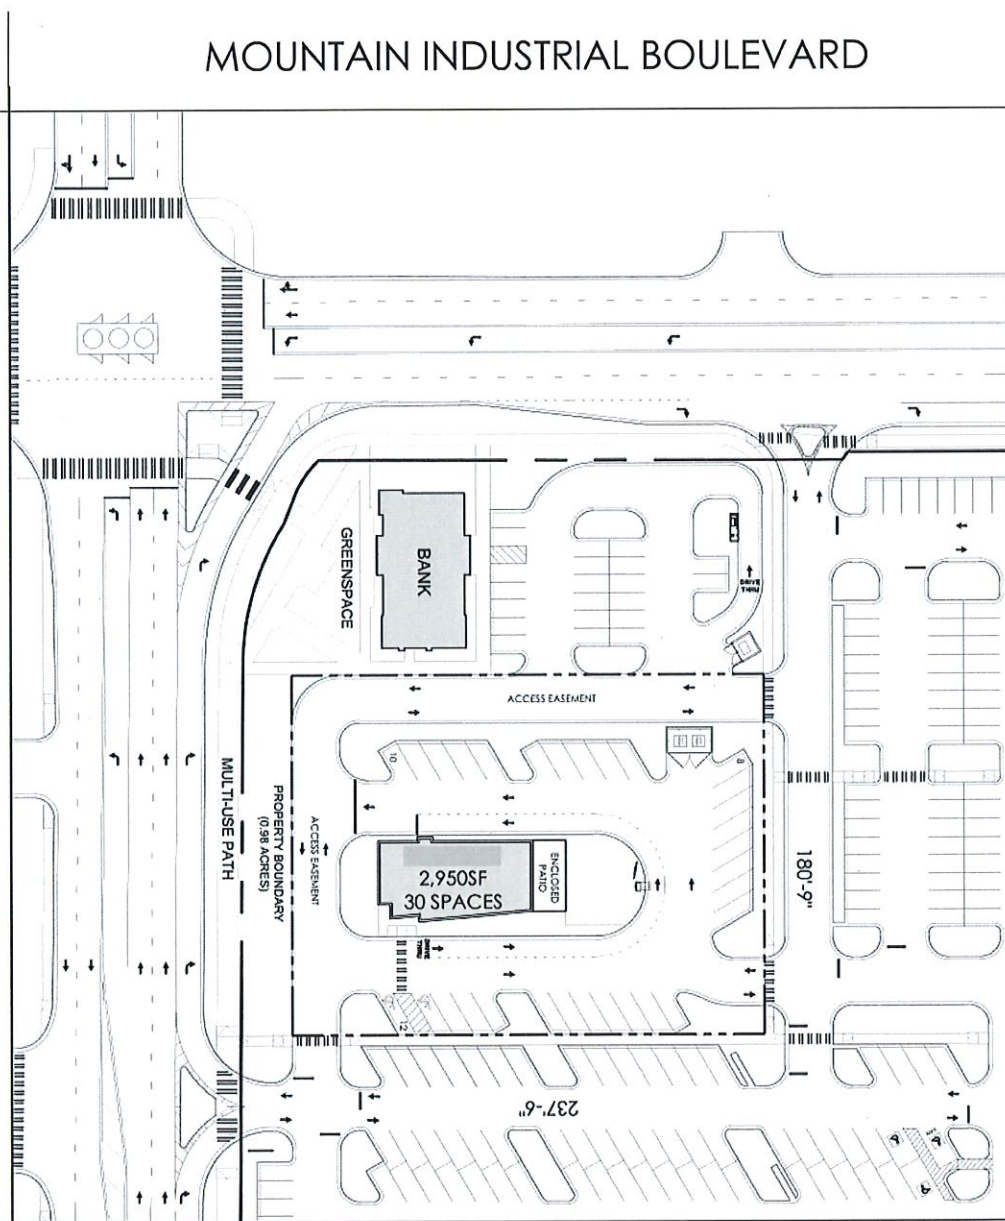 MOUNTAIN INDUSTRIAL BOULEVARD
BANK
GREENSPACE
DRIVE
THRU
ACCESS EASEMENT
10
8
MULTI-USE PATH
PROPERTY BOUNDARY
(0.98 ACRES)
ACCESS EASEMENT
2,950SF
30 SPACES
ENCLOSED
PATIO
180'-9"
DRIVE
THRU
12
237'-6"